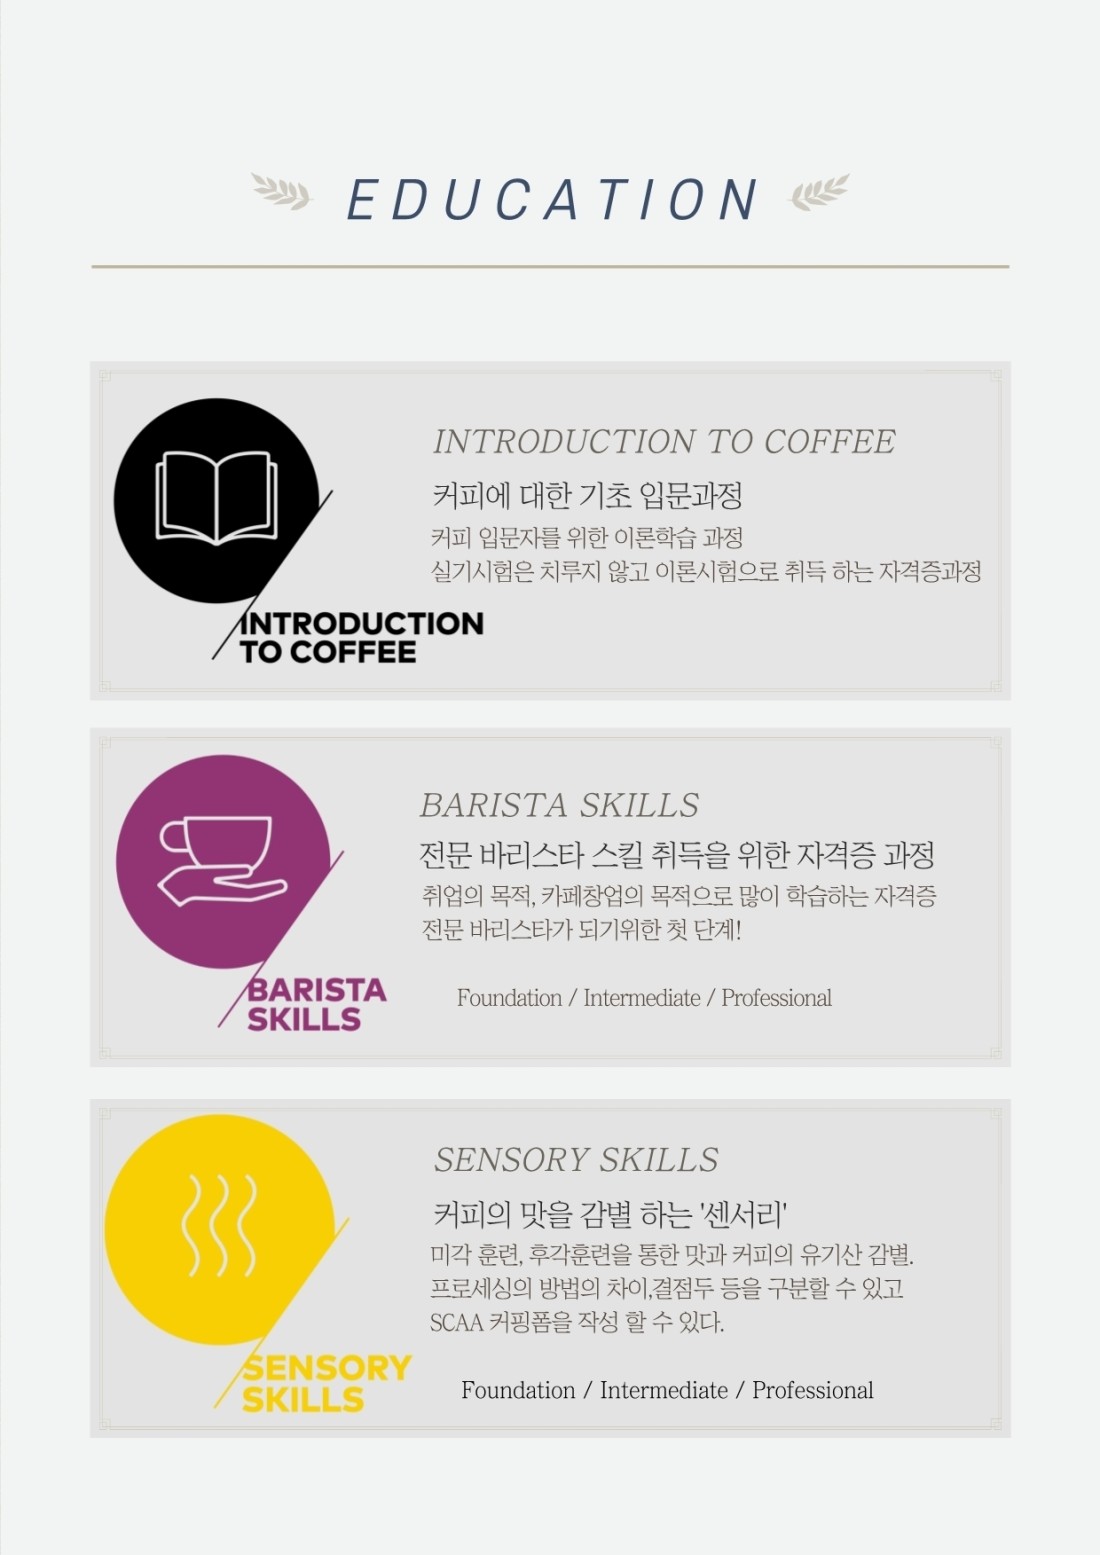 EDUCATION
INTRODUCTION TO COFFEE
커피에 대한 기초 입문과정
커피 입문자를 위한 이론학습 과정
실기시험은 치루지 않고 이론시험으로 취득 하는 자격증과정
INTRODUCTION
TO COFFEE
BARISTA SKILLS
전문 바리스타 스킬 취득을 위한 자격증 과정
취업의 목적, 카페창업의 목적으로 많이 학습하는 자격증
전문 바리스타가 되기위한 첫 단계!
Foundation / Intermediate / Professional
BARISTA
SKILLS
SENSORY SKILLS
커피의 맛을 감별 하는 '센서리'
미각 훈련, 후각훈련을 통한 맛과 커피의 유기산 감별.
프로세싱의 방법의 차이,결점두 등을 구분할 수 있고
SCAA 커핑폼을 작성 할 수 있다.
Foundation / Intermediate / Professional
SENSORY
SKILLS